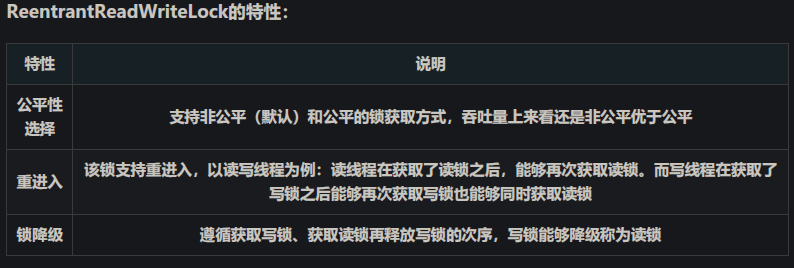 ReentrantReadWriteLock的特性：
特性
说明
公平性
选择
支持非公平（默认）和公平的锁获取方式，吞吐量上来看还是非公平优于公平
重进入
该锁支持重进入，以读写线程为例：读线程在获取了读锁之后，能够再次获取读锁。而写线程在获取了
写锁之后能够再次获取写锁也能够同时获取读锁
锁降级
遵循获取写锁、获取读锁再释放写锁的次序，写锁能够降级称为读锁